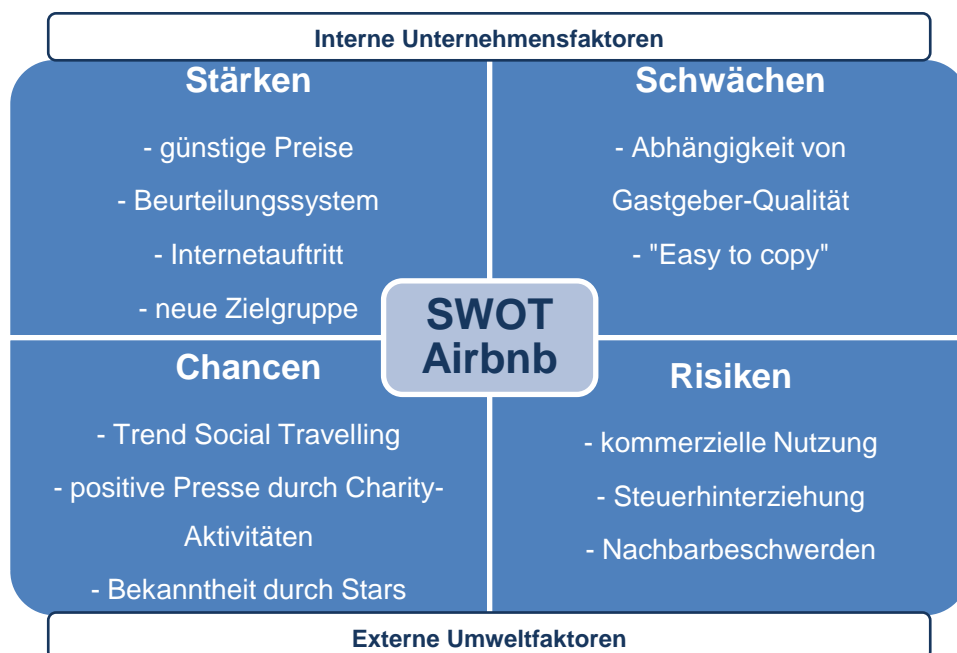 Interne Unternehmensfaktoren
Stärken
- günstige Preise
- Beurteilungssystem
- Internetauftritt
- neue Zielgruppe
Schwächen
- Abhängigkeit von
Gastgeber-Qualität
- "Easy to copy"
SWOT
Airbnb
Chancen
- Trend Social Travelling
- positive Presse durch Charity-
Aktivitäten
- Bekanntheit durch Stars
Risiken
- kommerzielle Nutzung
- Steuerhinterziehung
- Nachbarbeschwerden
Externe Umweltfaktoren